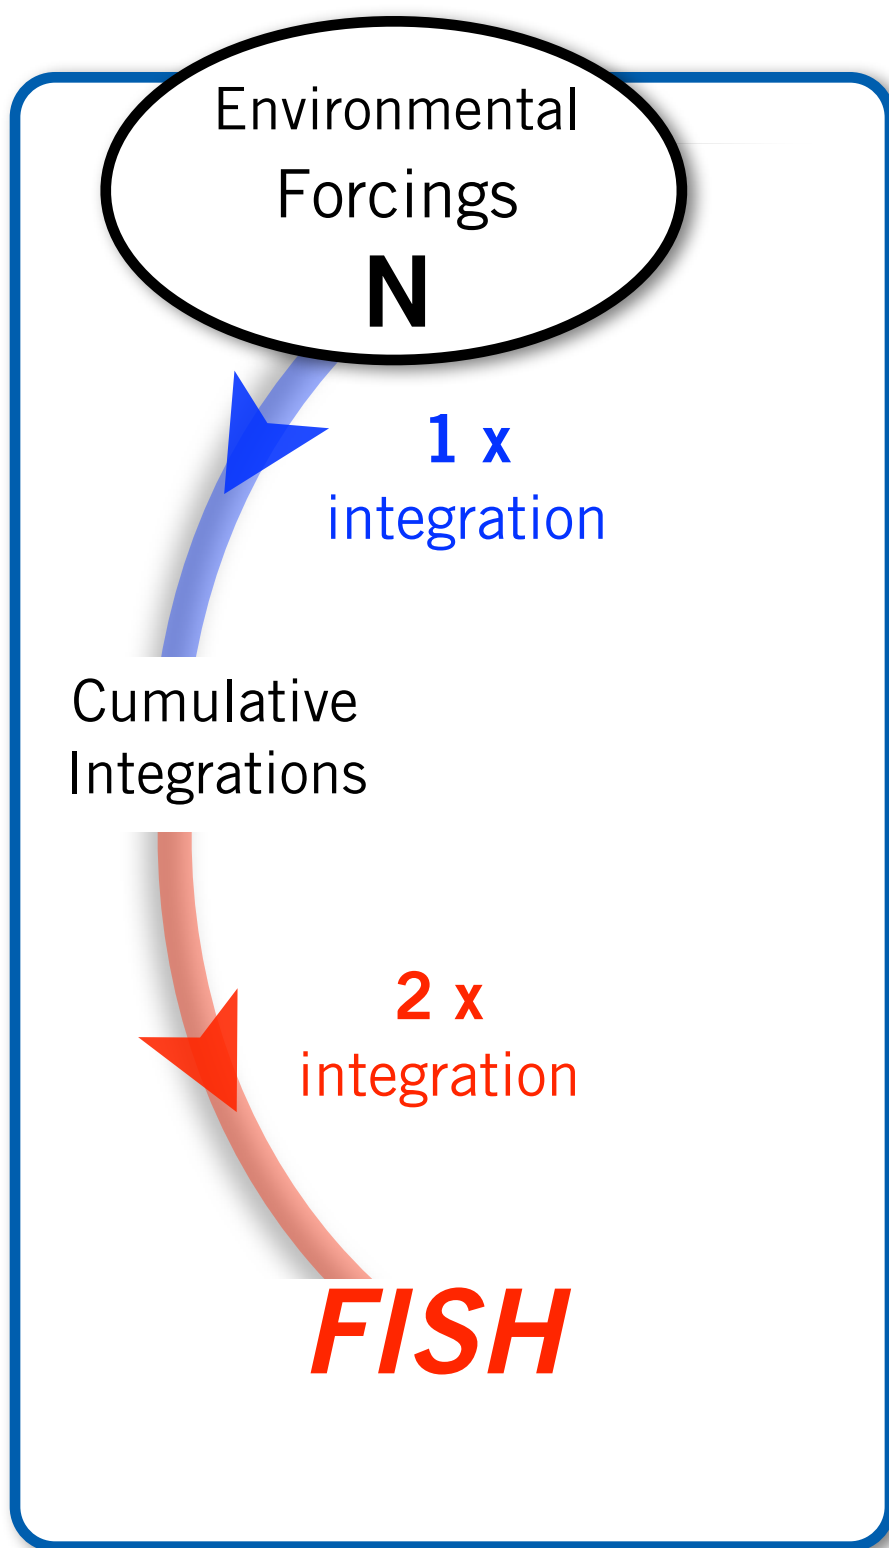 Environmental
Forcings
N
1 x
integration
Cumulative
Integrations
2 x
integration
FISH